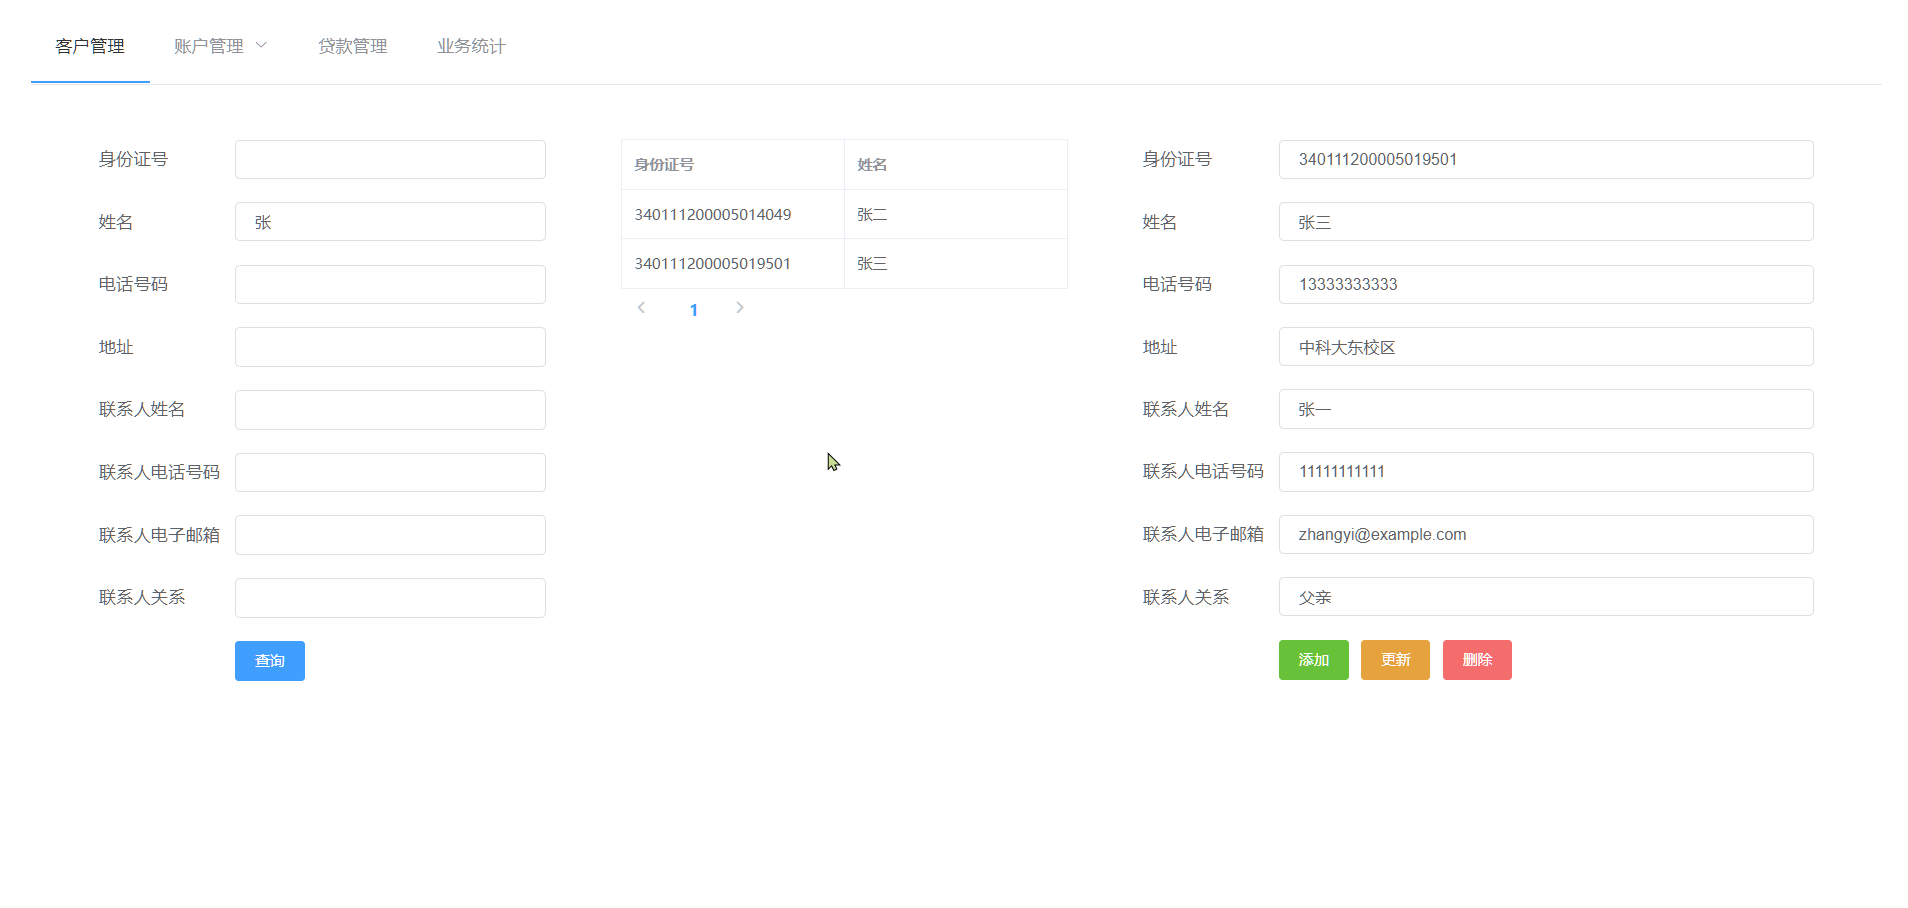 客户管理 账户管理 贷款管理 业务统计
身份证号
姓名 张
电话号码
地址
联系人姓名
联系人电话号码
联系人电子邮箱
联系人关系
查询
身份证号 姓名
340111200005014049 张二
340111200005019501 张三
1
身份证号 340111200005019501
姓名 张三
电话号码 13333333333
地址 中科大东校区
联系人姓名 张一
联系人电话号码 11111111111
联系人电子邮箱 zhangyi@example.com
联系人关系 父亲
添加 更新 删除